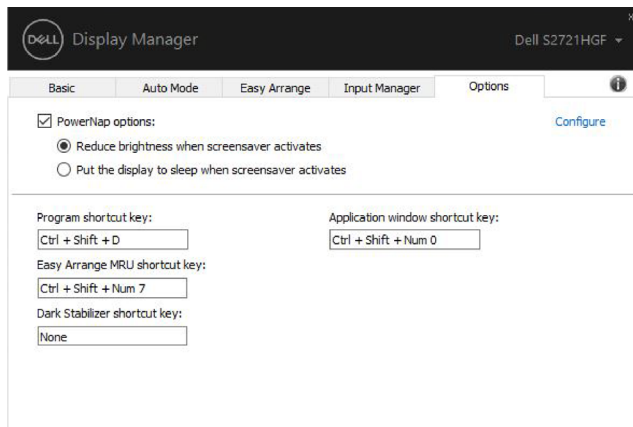 DELL Display Manager
Dell S2721HGF
Basic Auto Mode Easy Arrange Input Manager Options
PowerNap options: Configure
Reduce brightness when screensaver activates
Put the display to sleep when screensaver activates
Program shortcut key: Application window shortcut key:
Ctrl + Shift + D Ctrl + Shift + Num 0
Easy Arrange MRU shortcut key:
Ctrl + Shift + Num 7
Dark Stabilizer shortcut key:
None